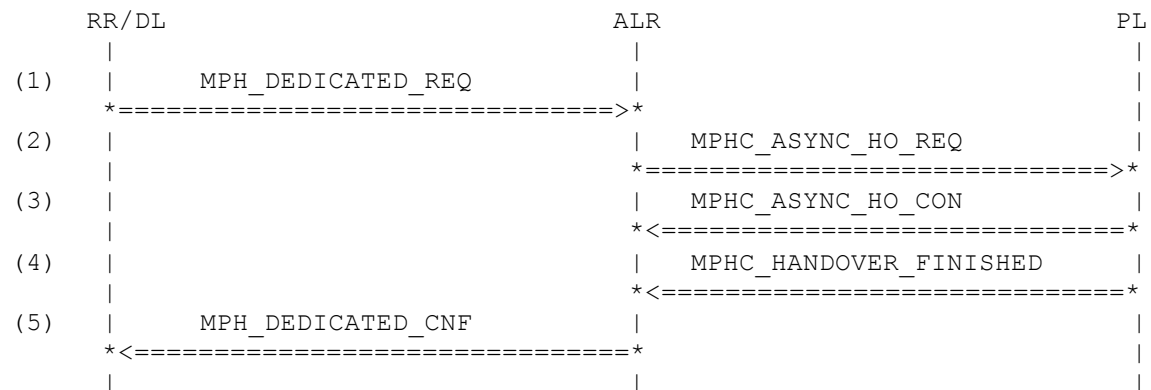 RR/DL ALR PL
(1) MPH_DEDICATED_REQ
(2) MPHC_ASYNC_HO_REQ
(3) MPHC_ASYNC_HO_CON
(4) MPHC_HANDOVER_FINISHED
(5) MPH_DEDICATED_CNF